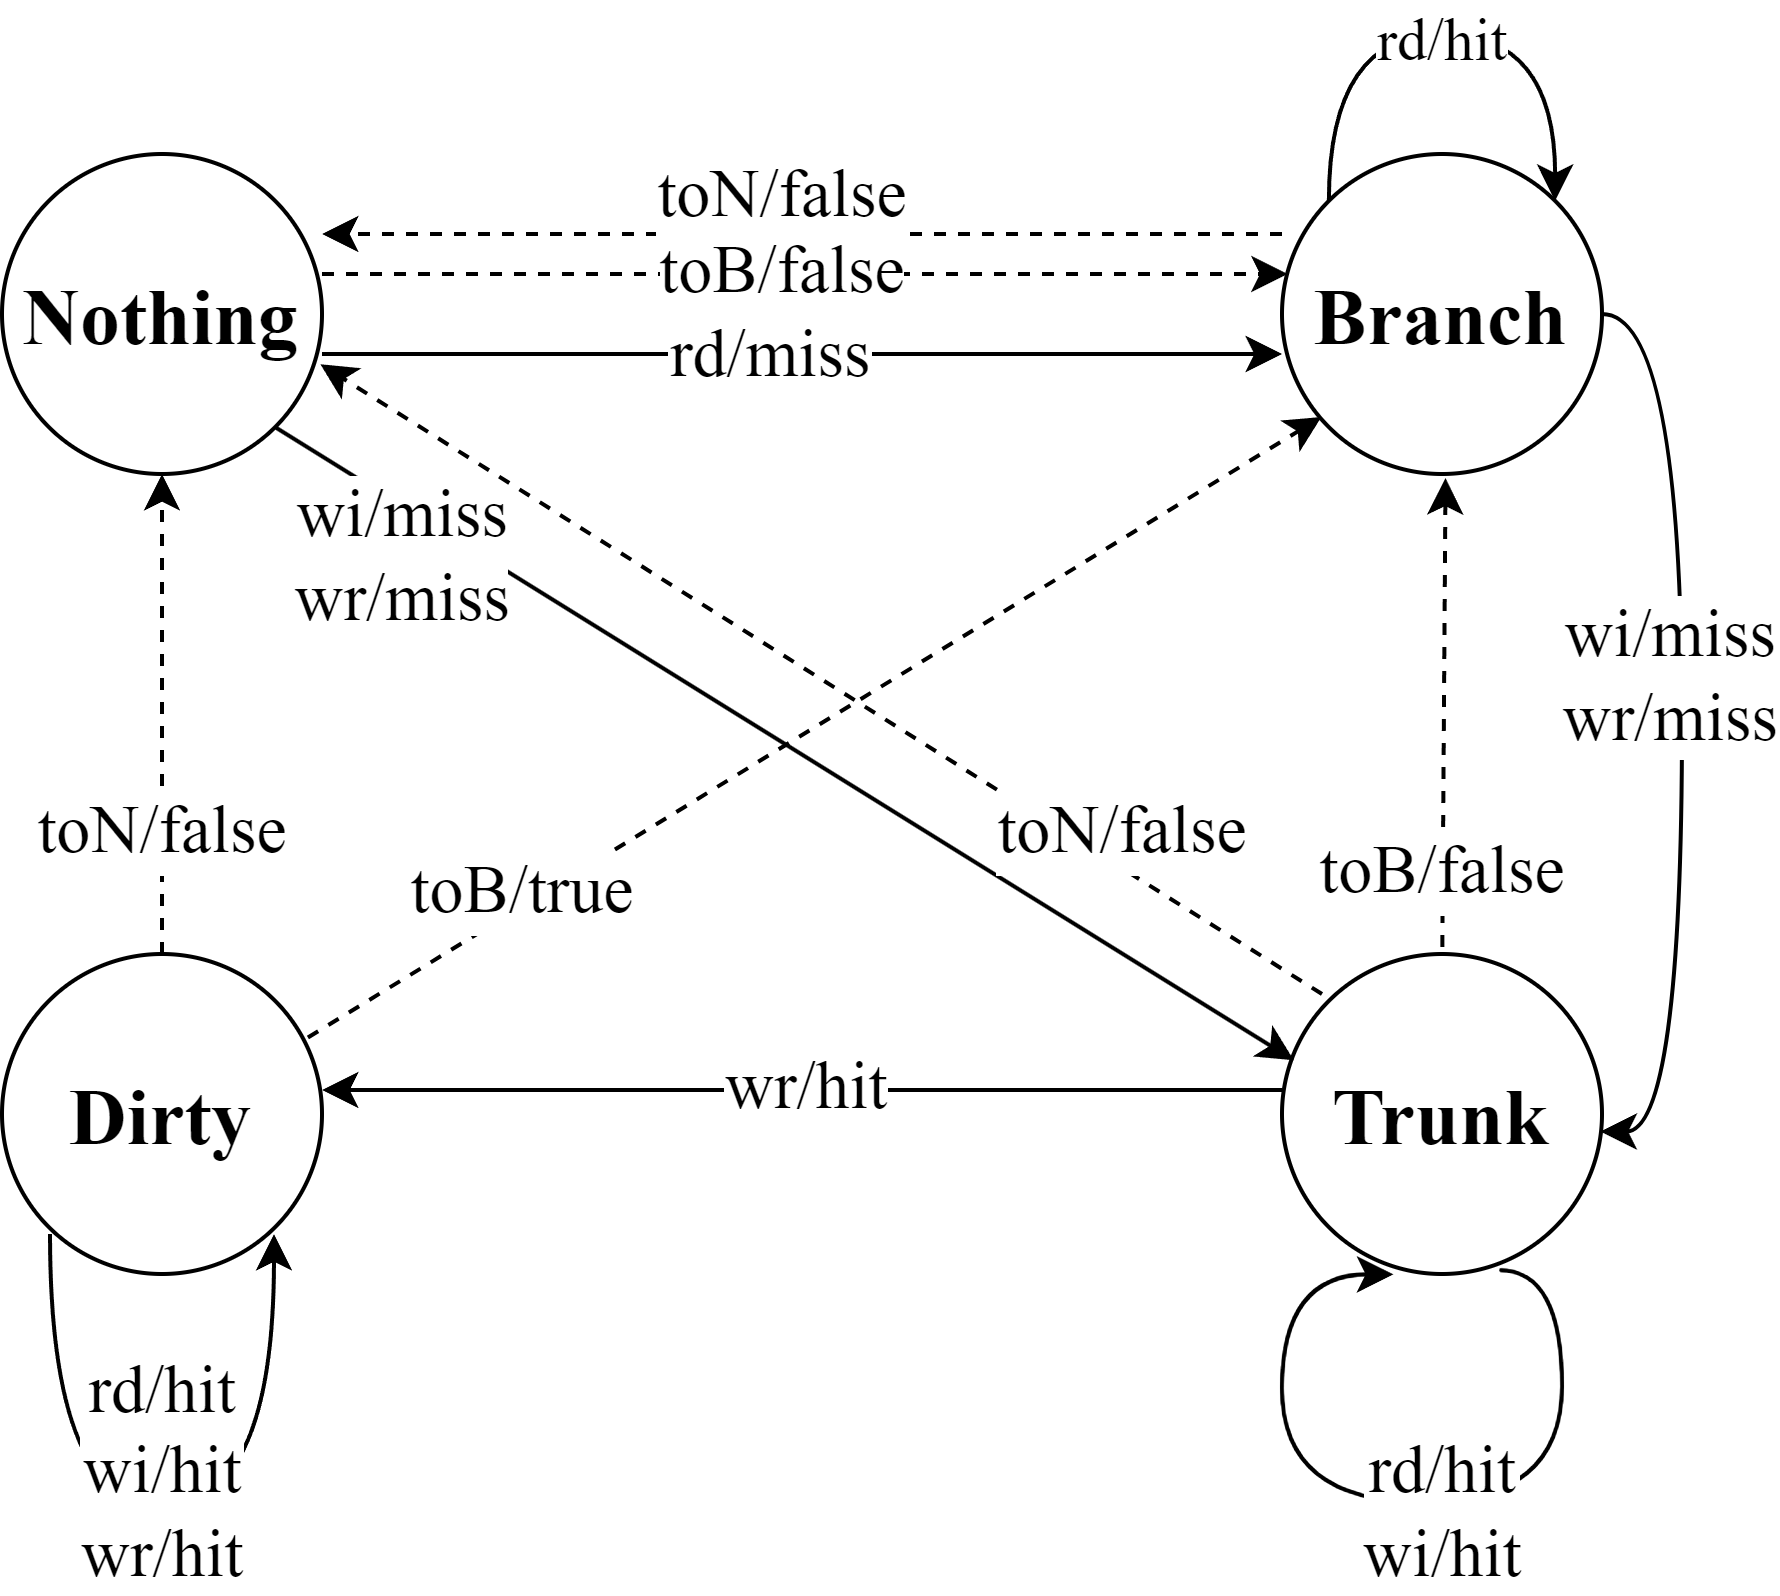 rd/hit
toN/false
toB/false
Nothing
Branch
rd/miss
wi/miss
wr/miss
wi/miss
wr/miss
toN/false
toN/false
toB/false
toB/true
wr/hit
Dirty
Trunk
rd/hit
wi/hit
wr/hit
rd/hit
wi/hit